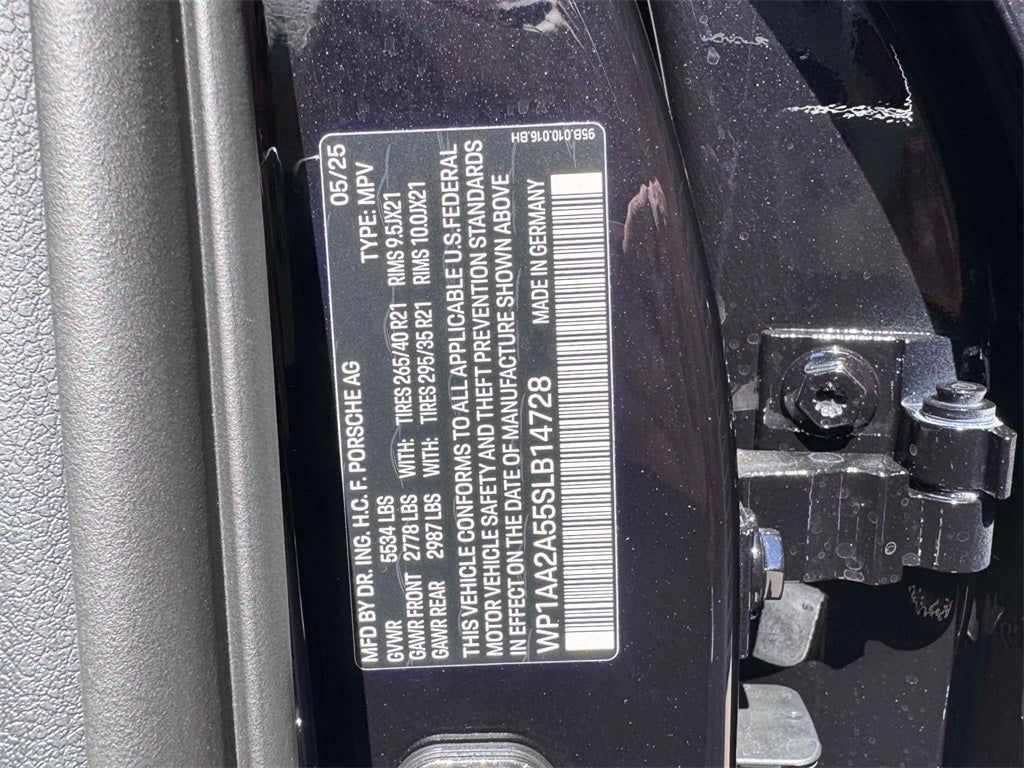 MFD BY DR. ING. H.C. F. PORSCHE AG 05/25
GVWR 5534 LBS TYPE: MPV
GAWR FRONT 2778 LBS WITH: TIRES 265/40 R21 RIMS 9.5JX21
GAWR REAR 2987 LBS WITH: TIRES 295/35 R21 RIMS 10.0JX21
THIS VEHICLE CONFORMS TO ALL APPLICABLE U.S. FEDERAL
MOTOR VEHICLE SAFETY AND THEFT PREVENTION STANDARDS
IN EFFECT ON THE DATE OF MANUFACTURE SHOWN ABOVE
95B.010.016.BH
WP1AA2A55SLB14728 MADE IN GERMANY